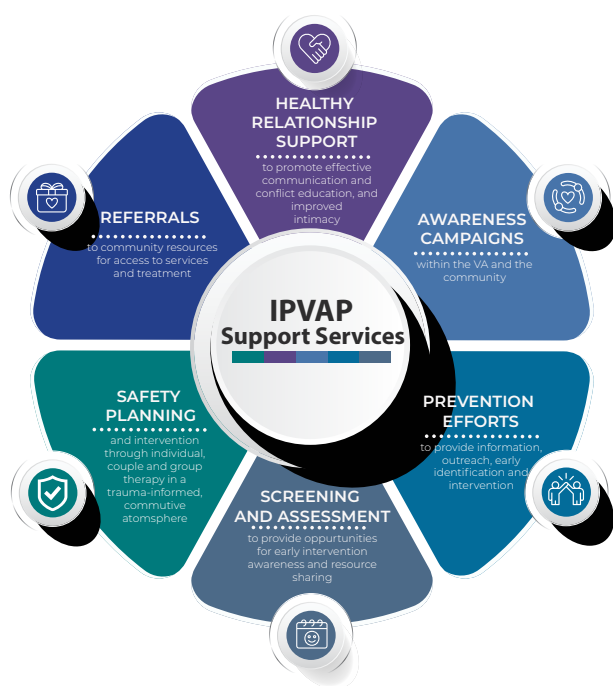 HEALTHY
RELATIONSHIP
SUPPORT
to promote effective
communication and
conflict education, and
improved
intimacy
AWARENESS
CAMPAIGNS
within the VA and the
community
PREVENTION
EFFORTS
to provide information,
outreach, early
identification and
intervention
SCREENING
AND ASSESSMENT
to provide oppurtunities
for early intervention
awareness and resource
sharing
SAFETY
PLANNING
and intervention
through individual,
couple and group
therapy in a
trauma-informed,
commutive
atomsphere
REFERRALS
to community resources
for access to services
and treatment
IPVAP
Support Services